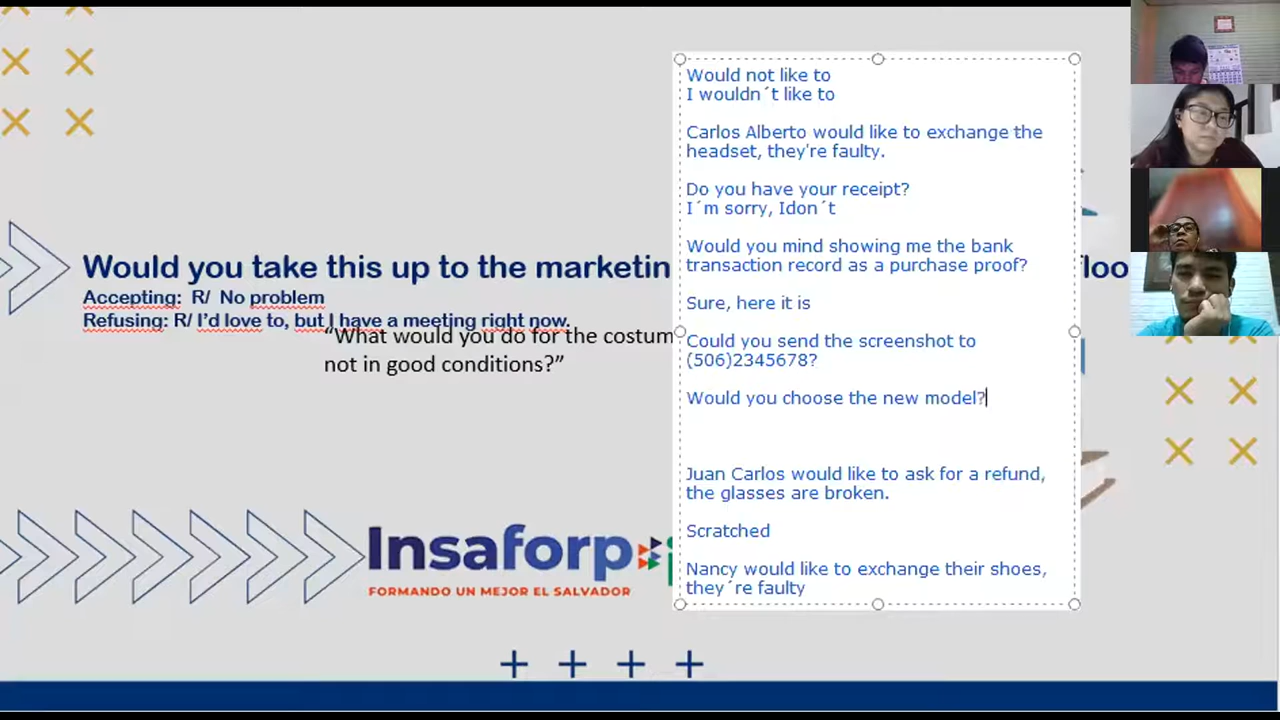 Would not like to
I wouldn´t like to
Carlos Alberto would like to exchange the
headset, they're faulty.
Do you have your receipt?
I´m sorry, Idon´t
Would you mind showing me the bank
transaction record as a purchase proof?
Sure, here it is
Could you send the screenshot to
(506)2345678?
Would you choose the new model?
Juan Carlos would like to ask for a refund,
the glasses are broken.
Scratched
Nancy would like to exchange their shoes,
they´re faulty
Would you take this up to the marketin
Accepting: R/ No problem
Refusing: R/ I’d love to, but I have a meeting right now.
“What would you do for the costum
not in good conditions?”
Insaforp
FORMANDO UN MEJOR EL SALVADOR